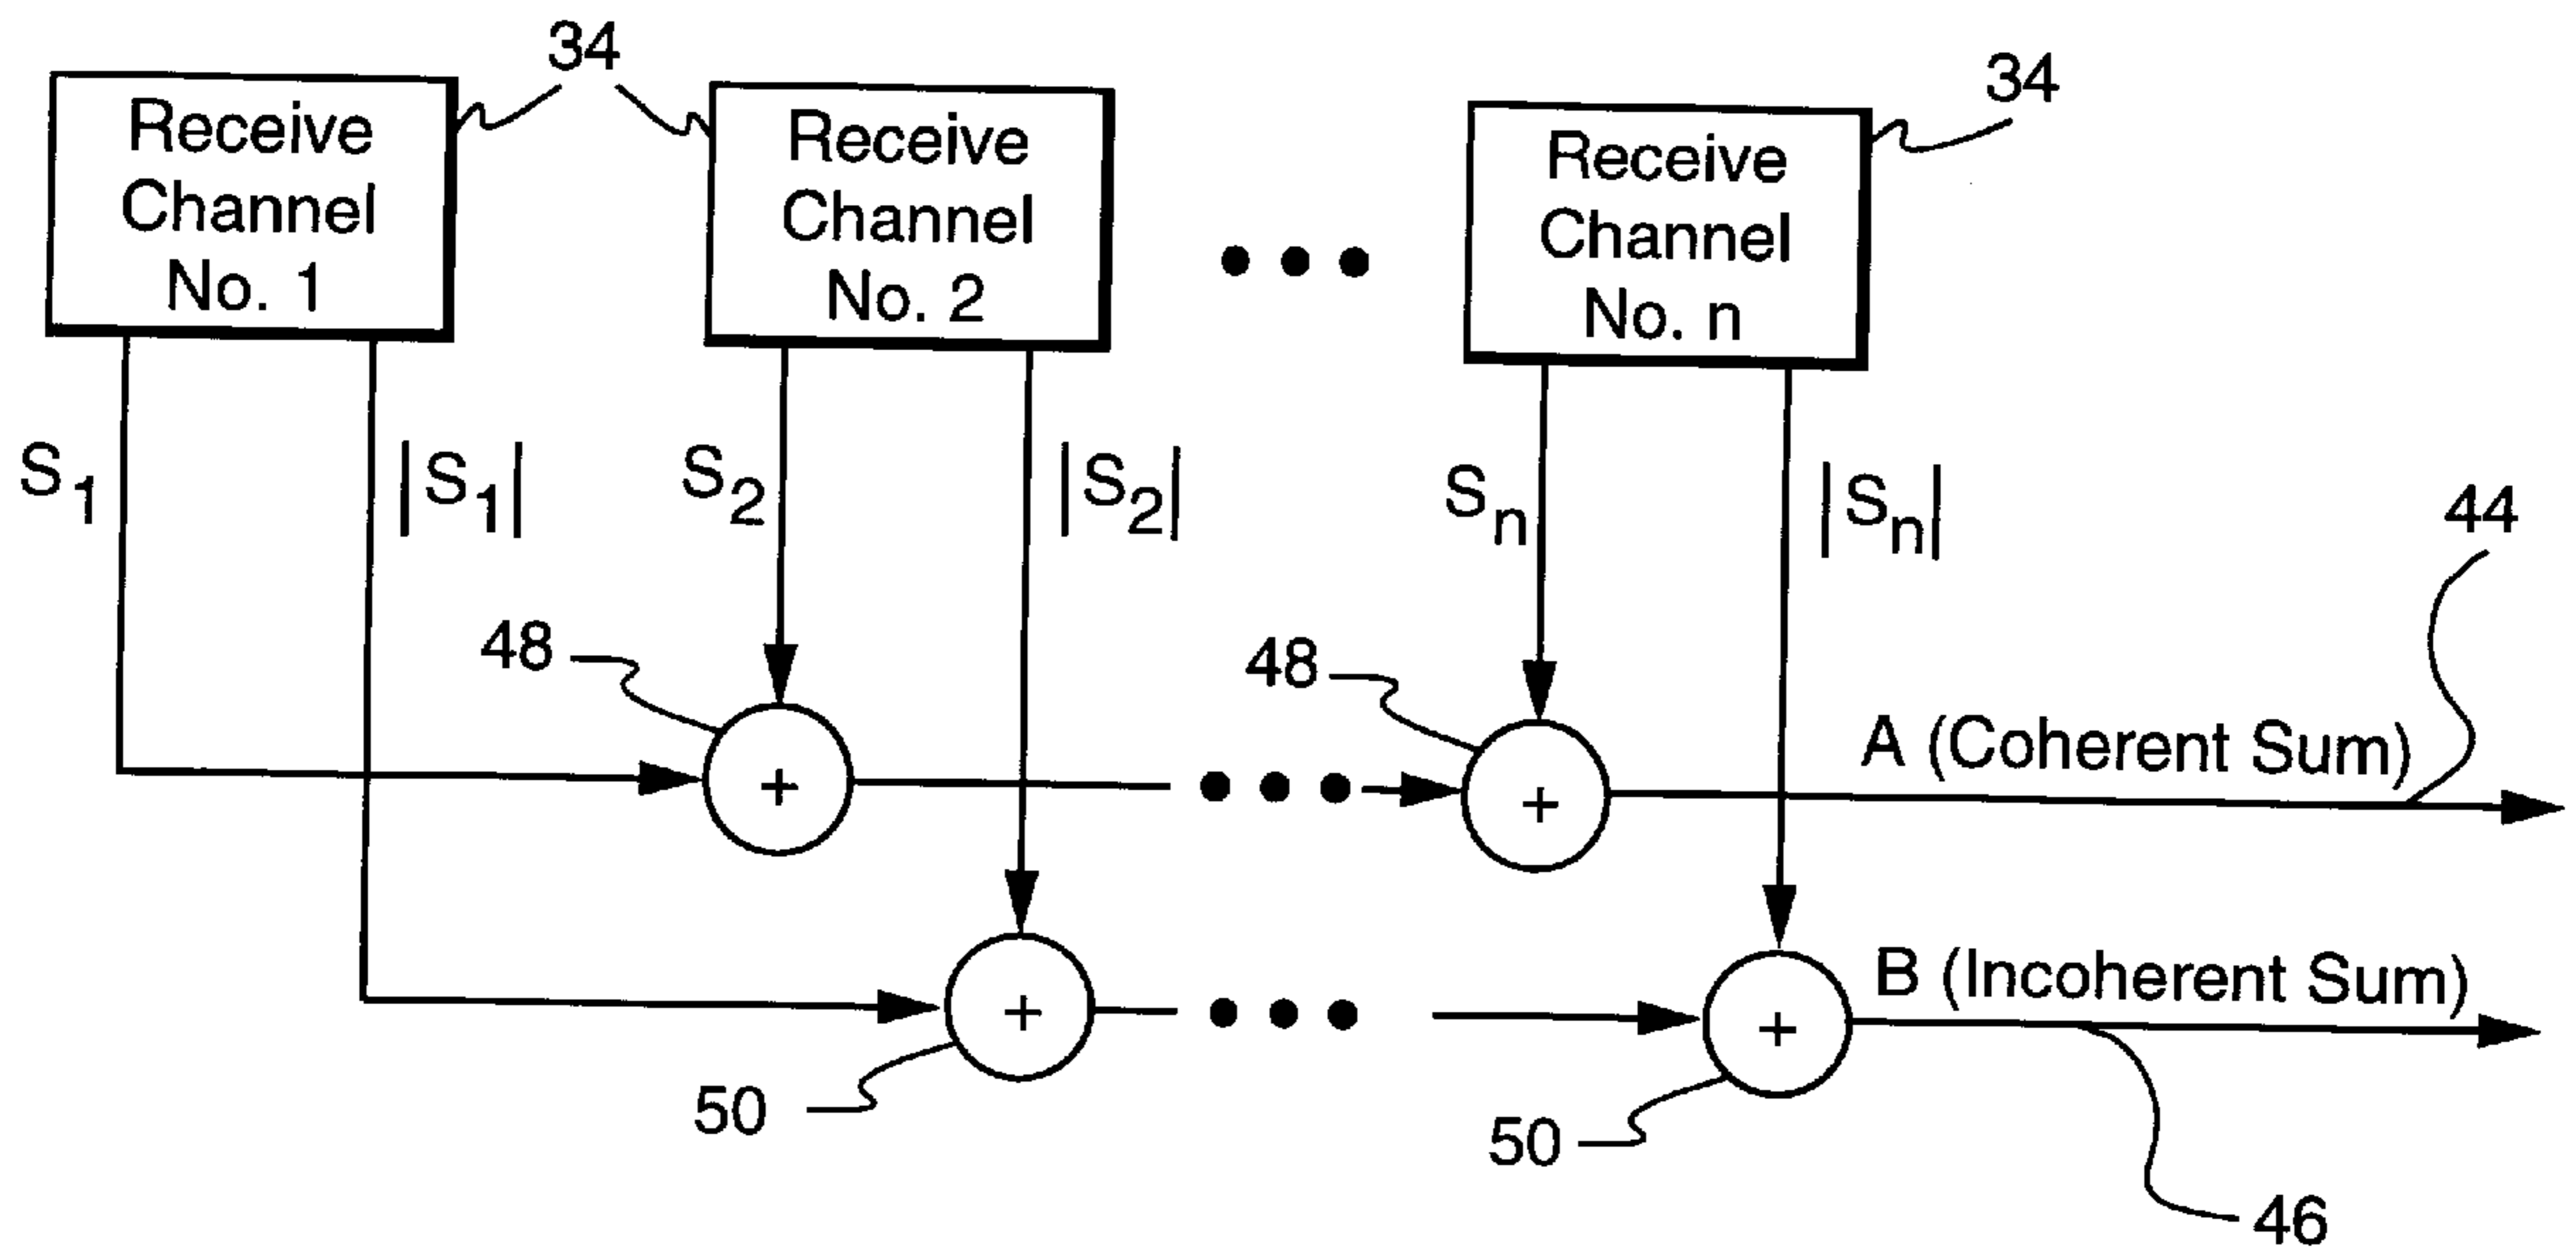 34
34
Receive
Channel
No. 1
Receive
Channel
No. 2
Receive
Channel
No. n
S1
|S1|
S2
|S2|
Sn
|Sn|
44
48
48
A (Coherent Sum)
B (Incoherent Sum)
50
50
46